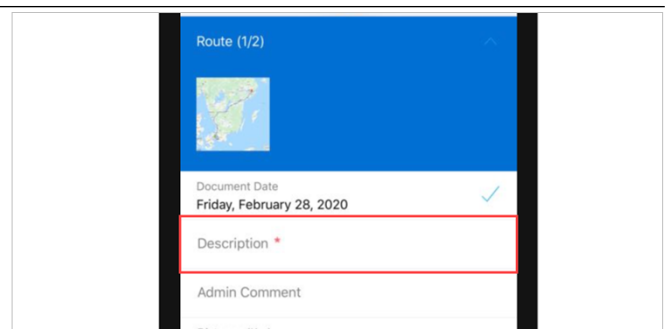 Route (1/2)
Document Date
Friday, February 28, 2020
Description *
Admin Comment